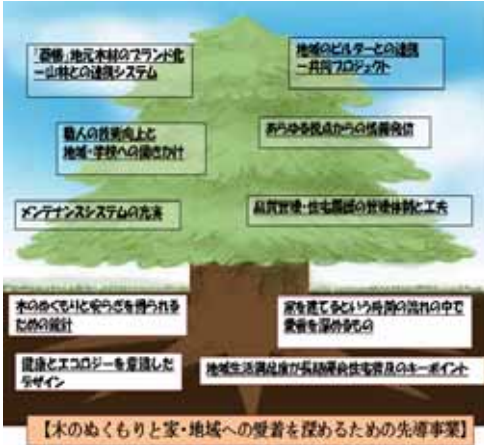 地元木材のブランド化
ー山林との連携システム
地域のビルダーとの連携
ー共同プロジェクト
職人の技術向上と
地域・学校への働きかけ
あらゆる視点からの情報発信
メンテナンスシステムの充実
品質管理・住宅履歴の管理体制と工夫
木のぬくもりと安らぎを得られる
ための設計
家を建てるという時間の流れの中で
愛着を深めるもの
健康とエコロジーを意識した
デザイン
地域生活満足度が長期優良住宅普及のキーポイント
【木のぬくもりと家・地域への愛着を深めるための先導事業】